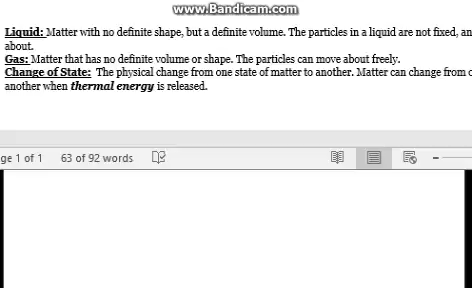 www.Bandicam.com
Liquid: Matter with no definite shape, but a definite volume. The particles in a liquid are not fixed, an
about.
Gas: Matter that has no definite volume or shape. The particles can move about freely.
Change of State: The physical change from one state of matter to another. Matter can change from
another when thermal energy is released.
ge 1 of 1 63 of 92 words